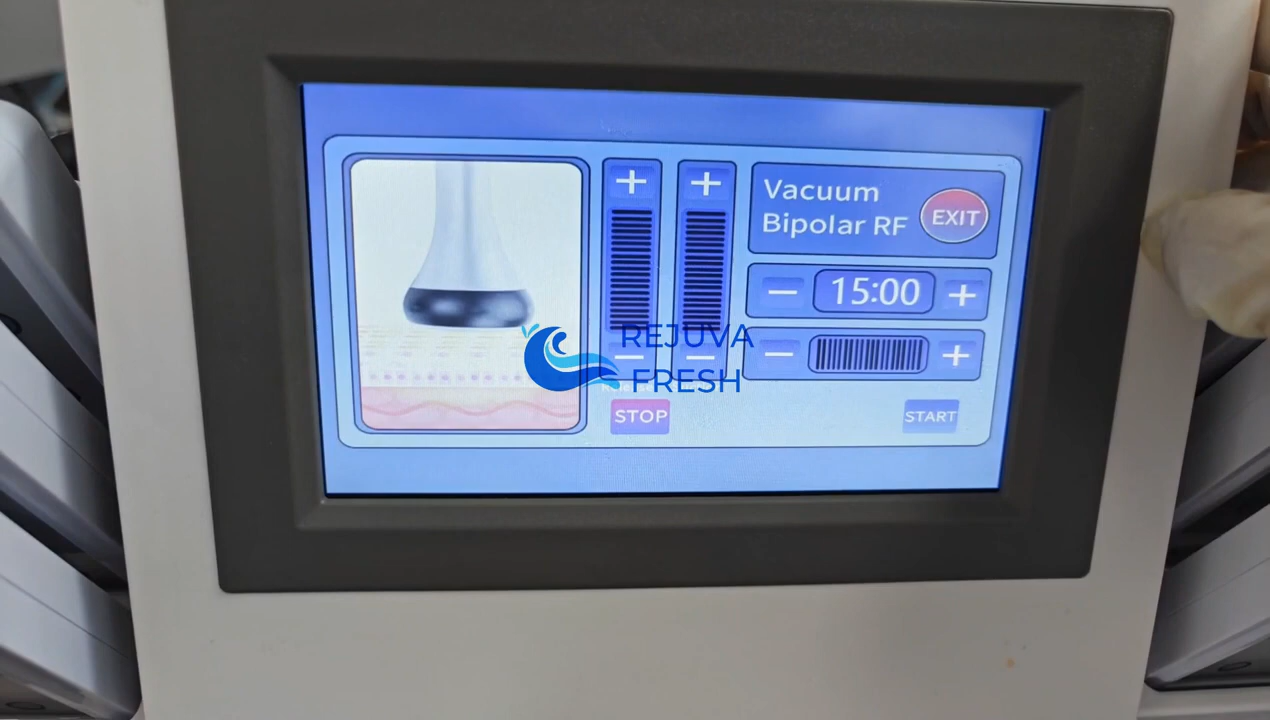 Vacuum
Bipolar RF
EXIT
15:00
REJUVA
FRESH
STOP
START